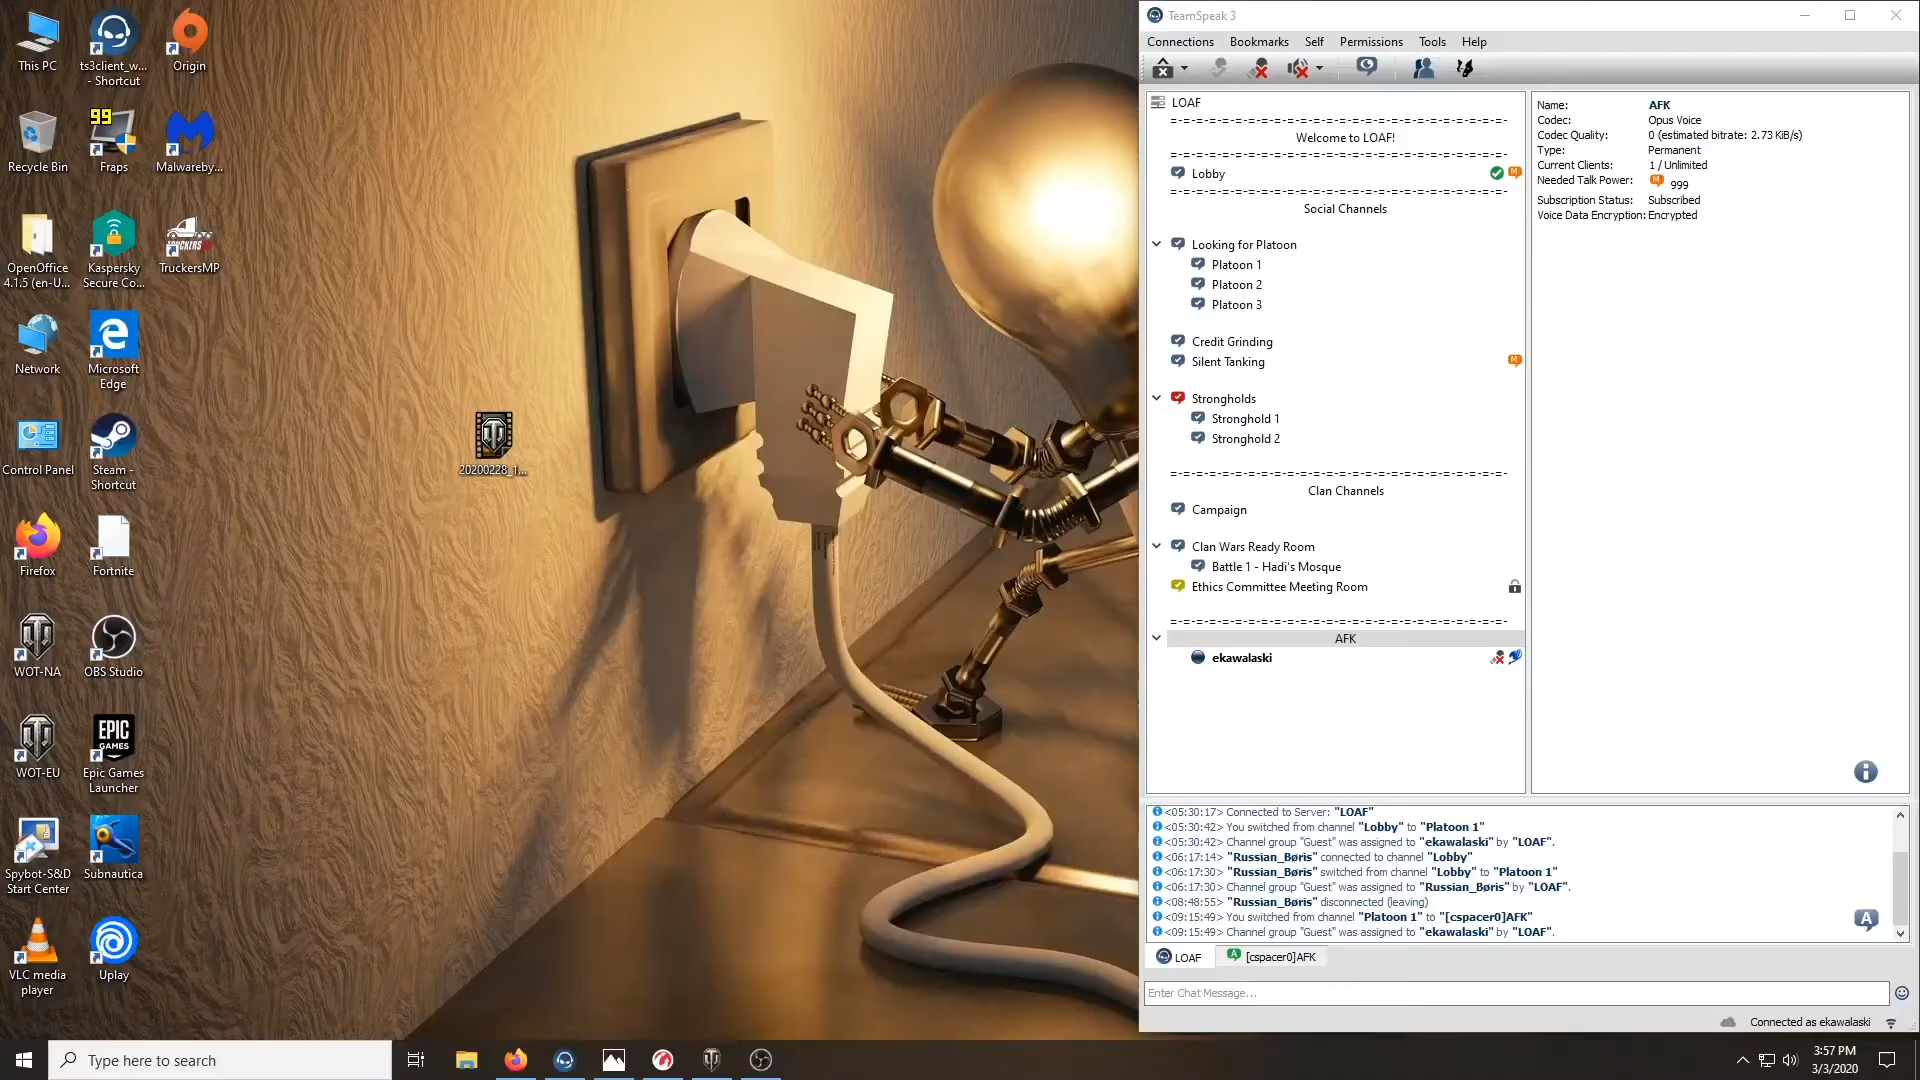 This PC
ts3client_w...
- Shortcut
Origin
Recycle Bin
99
Fraps
Malwareby...
OpenOffice
4.1.5 (en-U...
Kaspersky
Secure Co...
TRUCKERSMP
TruckersMP
Network
Microsoft
Edge
Control Panel
Steam -
Shortcut
20200228_1...
Firefox
Fortnite
WOT-NA
OBS Studio
WOT-EU
EPIC
GAMES
Epic Games
Launcher
Spybot-S&D
Start Center
Subnautica
VLC media
player
Uplay
TeamSpeak 3
Connections Bookmarks Self Permissions Tools Help
LOAF
=-=-=-=-=-=-=-=-=-=-=-=-=-=-=-=-=-=-=-=-=-=-=-
Welcome to LOAF!
=-=-=-=-=-=-=-=-=-=-=-=-=-=-=-=-=-=-=-=-=-=-=-
Lobby
=-=-=-=-=-=-=-=-=-=-=-=-=-=-=-=-=-=-=-=-=-=-=-
Social Channels
Looking for Platoon
Platoon 1
Platoon 2
Platoon 3
Credit Grinding
Silent Tanking
Strongholds
Stronghold 1
Stronghold 2
=-=-=-=-=-=-=-=-=-=-=-=-=-=-=-=-=-=-=-=-=-=-=-
Clan Channels
Campaign
Clan Wars Ready Room
Battle 1 - Hadi's Mosque
Ethics Committee Meeting Room
=-=-=-=-=-=-=-=-=-=-=-=-=-=-=-=-=-=-=-=-=-=-=-
AFK
ekawalaski
Name: AFK
Codec: Opus Voice
Codec Quality: 0 (estimated bitrate: 2.73 KiB/s)
Type: Permanent
Current Clients: 1 / Unlimited
Needed Talk Power: 999
Subscription Status: Subscribed
Voice Data Encryption: Encrypted
<05:30:17> Connected to Server: "LOAF"
<05:30:42> You switched from channel "Lobby" to "Platoon 1"
<05:30:42> Channel group "Guest" was assigned to "ekawalaski" by "LOAF".
<06:17:14> "Russian_Børis" connected to channel "Lobby"
<06:17:30> "Russian_Børis" switched from channel "Lobby" to "Platoon 1"
<06:17:30> Channel group "Guest" was assigned to "Russian_Børis" by "LOAF".
<08:48:55> "Russian_Børis" disconnected (leaving)
<09:15:49> You switched from channel "Platoon 1" to "[cspacer0]AFK"
<09:15:49> Channel group "Guest" was assigned to "ekawalaski" by "LOAF".
LOAF
[cspacer0]AFK
Enter Chat Message...
Connected as ekawalaski
Type here to search
3:57 PM
3/3/2020